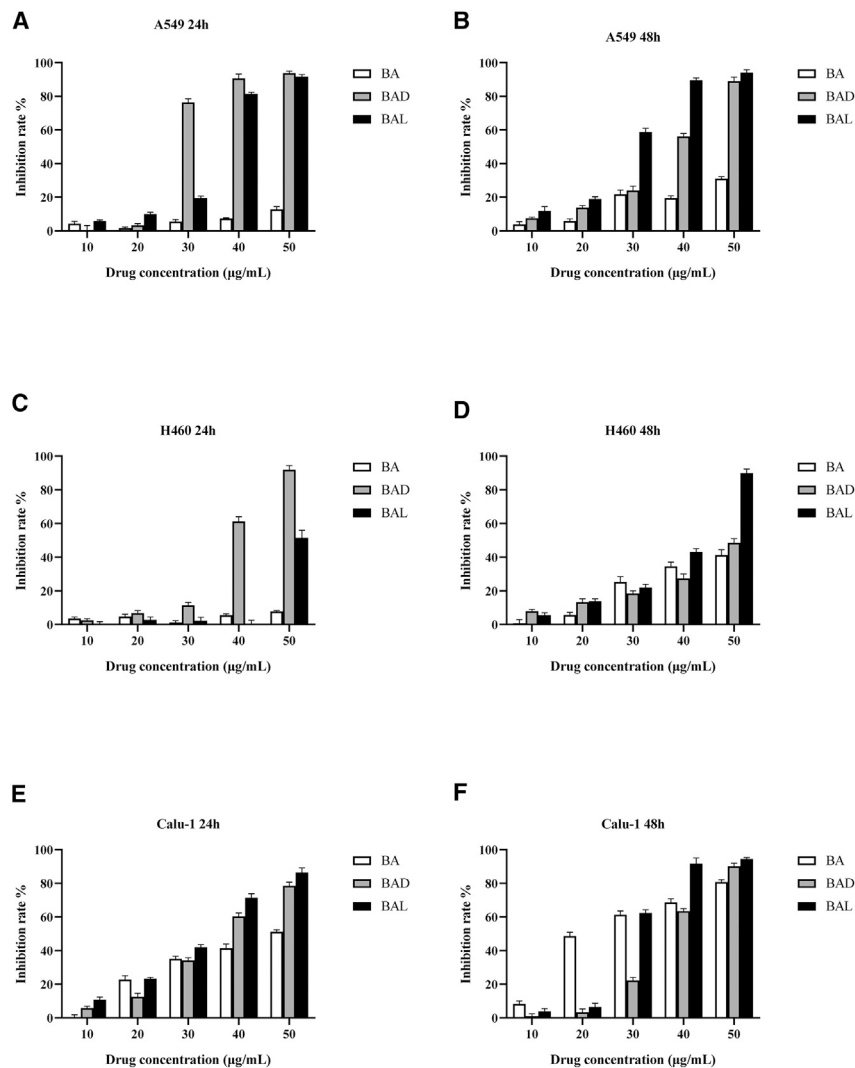 A
A549 24h
Inhibition rate %
100
80
60
40
20
0
10 20 30 40 50
Drug concentration (μg/mL)
BA
BAD
BAL
B
A549 48h
Inhibition rate %
100
80
60
40
20
0
10 20 30 40 50
Drug concentration (μg/mL)
BA
BAD
BAL
C
H460 24h
Inhibition rate %
100
80
60
40
20
0
10 20 30 40 50
Drug concentration (μg/mL)
BA
BAD
BAL
D
H460 48h
Inhibition rate %
100
80
60
40
20
0
10 20 30 40 50
Drug concentration (μg/mL)
BA
BAD
BAL
E
Calu-1 24h
Inhibition rate %
100
80
60
40
20
0
10 20 30 40 50
Drug concentration (μg/mL)
BA
BAD
BAL
F
Calu-1 48h
Inhibition rate %
100
80
60
40
20
0
10 20 30 40 50
Drug concentration (μg/mL)
BA
BAD
BAL